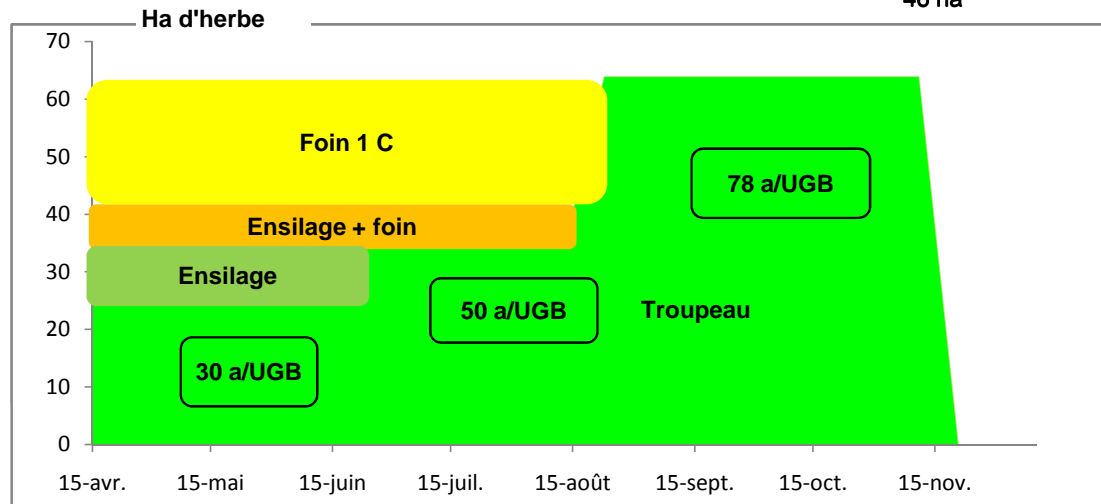 46 ha
Ha d'herbe
70
60
50
40
30
20
10
0
Foin 1 C
78 a/UGB
Ensilage + foin
Ensilage
50 a/UGB
Troupeau
30 a/UGB
15-avr. 15-mai 15-juin 15-juil. 15-août 15-sept. 15-oct. 15-nov.